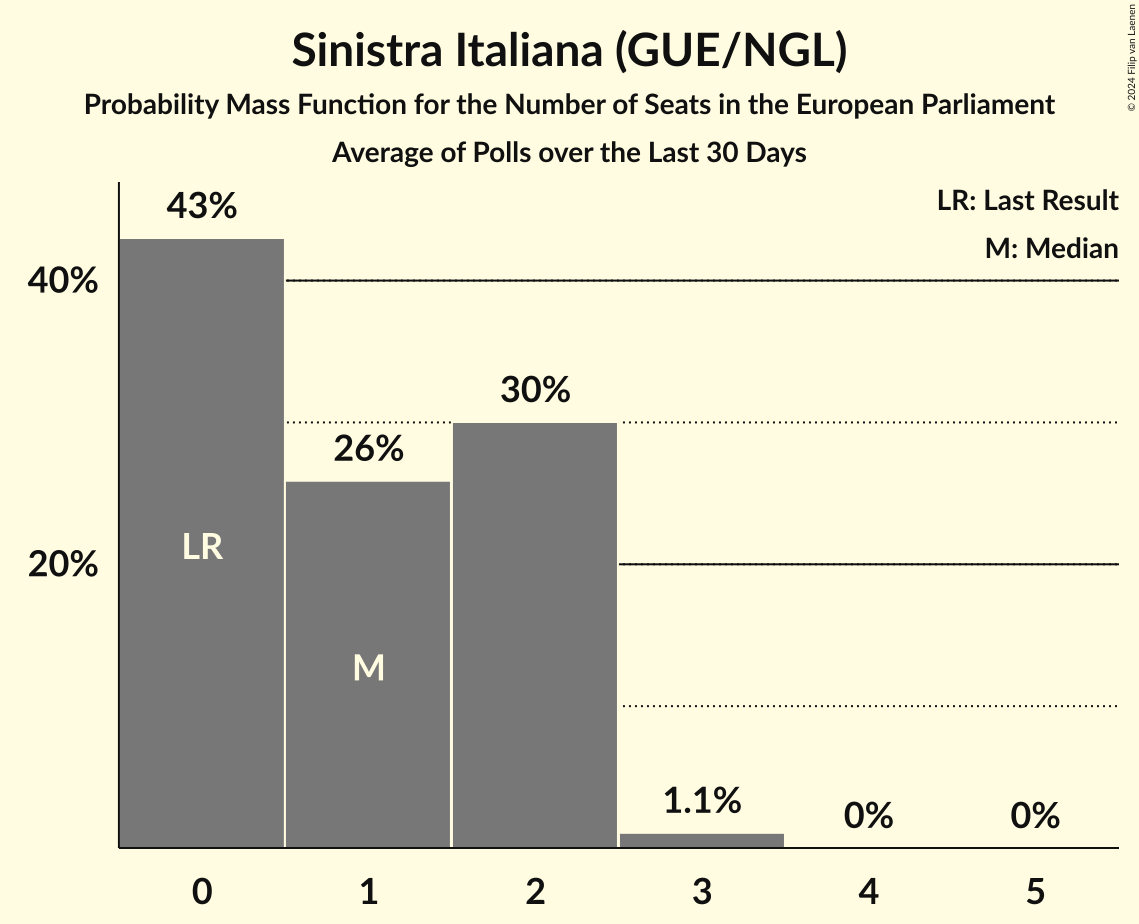 Sinistra Italiana (GUE/NGL)
Probability Mass Function for the Number of Seats in the European Parliament
Average of Polls over the Last 30 Days
© 2024 Filip van Laenen
LR: Last Result
M: Median
43%
40%
30%
26%
LR
20%
M
1.1%
0%
0%
0
1
2
3
4
5